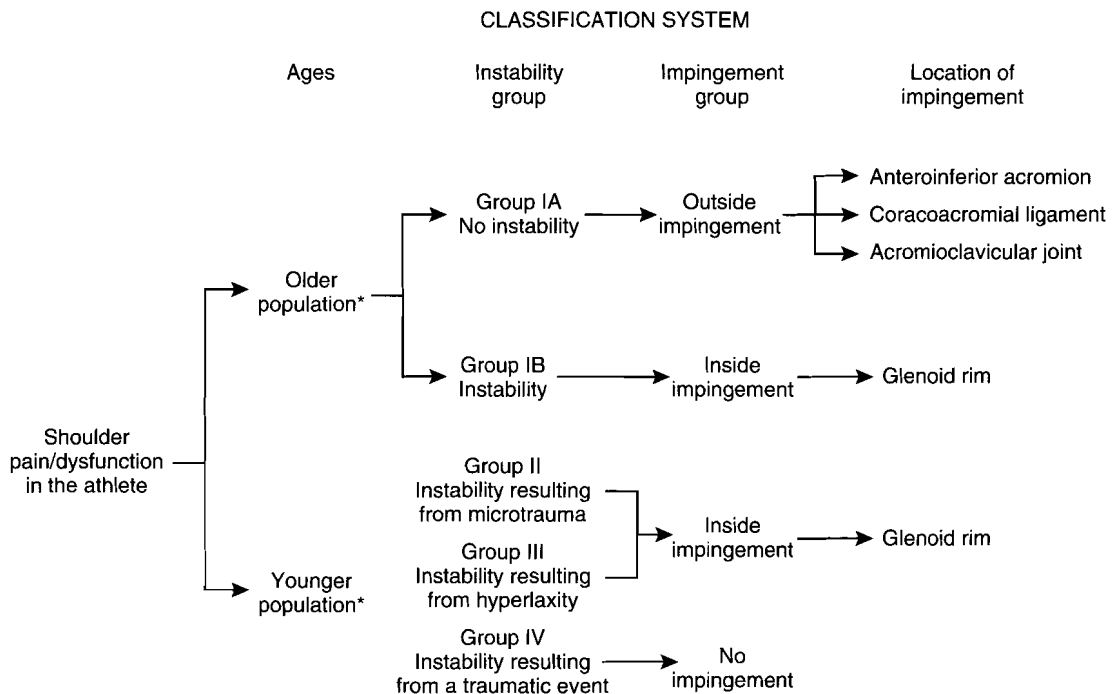 CLASSIFICATION SYSTEM
Ages
Instability
group
Impingement
group
Location of
impingement
Shoulder
pain/dysfunction
in the athlete
Older
population*
Group IA
No instability
Outside
impingement
Anteroinferior acromion
Coracoacromial ligament
Acromioclavicular joint
Group IB
Instability
Inside
impingement
Glenoid rim
Younger
population*
Group II
Instability resulting
from microtrauma
Group III
Instability resulting
from hyperlaxity
Inside
impingement
Glenoid rim
Group IV
Instability resulting
from a traumatic event
No
impingement